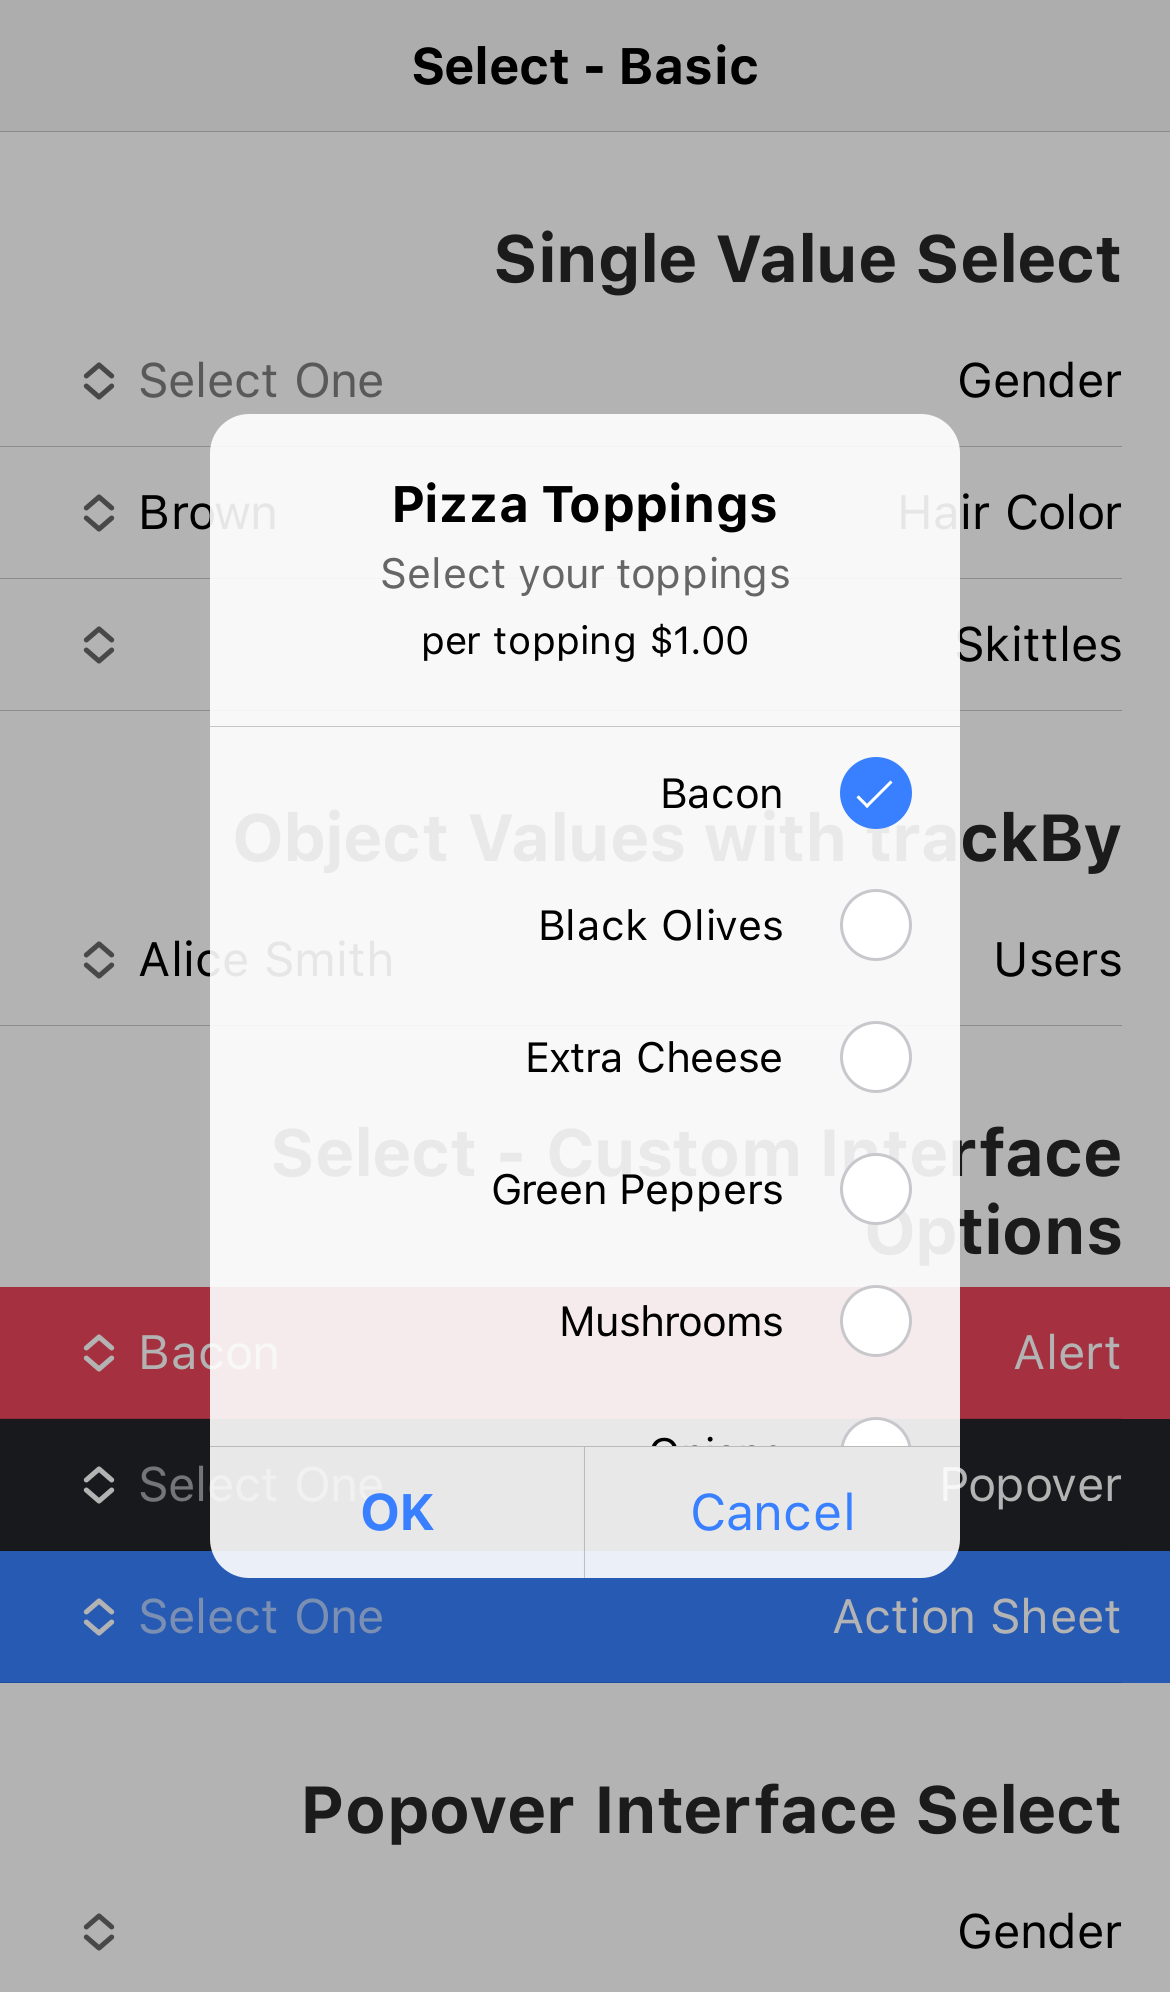 Select - Basic
Single Value Select
Select One Gender
Brown Hair Color
Skittles
Pizza Toppings
Select your toppings
per topping $1.00
Bacon
Object Values with trackBy
Black Olives
Alice Smith Users
Extra Cheese
Select - Custom Interface
Options
Green Peppers
Mushrooms
Bacon Alert
Onions
Select One Popover
OK Cancel
Select One Action Sheet
Popover Interface Select
Gender